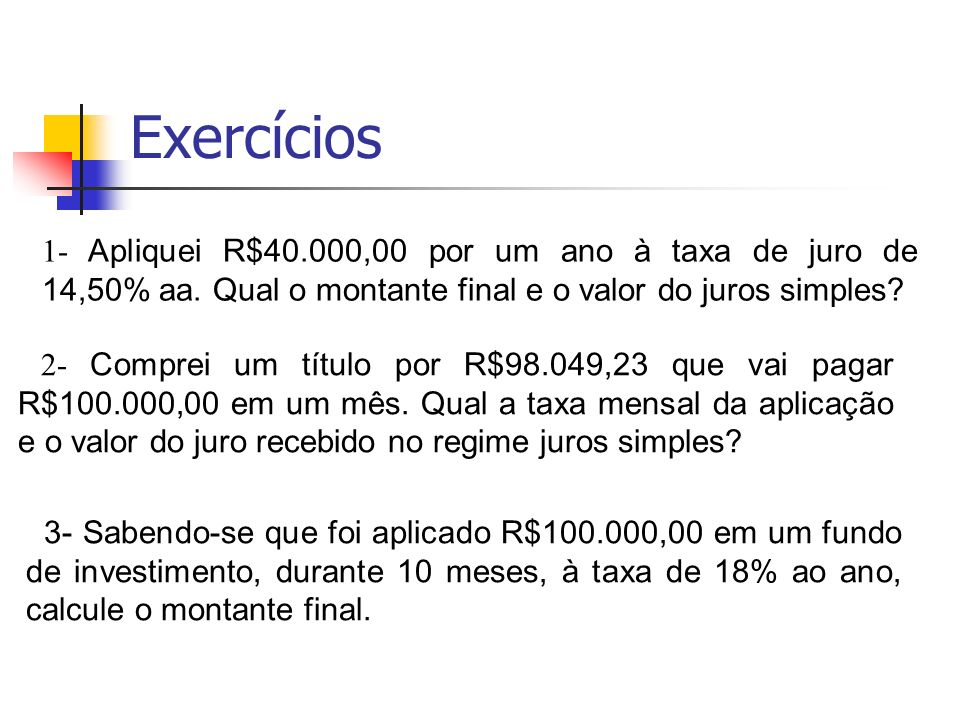 Exercícios
1- Apliquei R$40.000,00 por um ano à taxa de juro de
14,50% aa. Qual o montante final e o valor do juros simples?
2- Comprei um título por R$98.049,23 que vai pagar
R$100.000,00 em um mês. Qual a taxa mensal da aplicação
e o valor do juro recebido no regime juros simples?
3- Sabendo-se que foi aplicado R$100.000,00 em um fundo
de investimento, durante 10 meses, à taxa de 18% ao ano,
calcule o montante final.